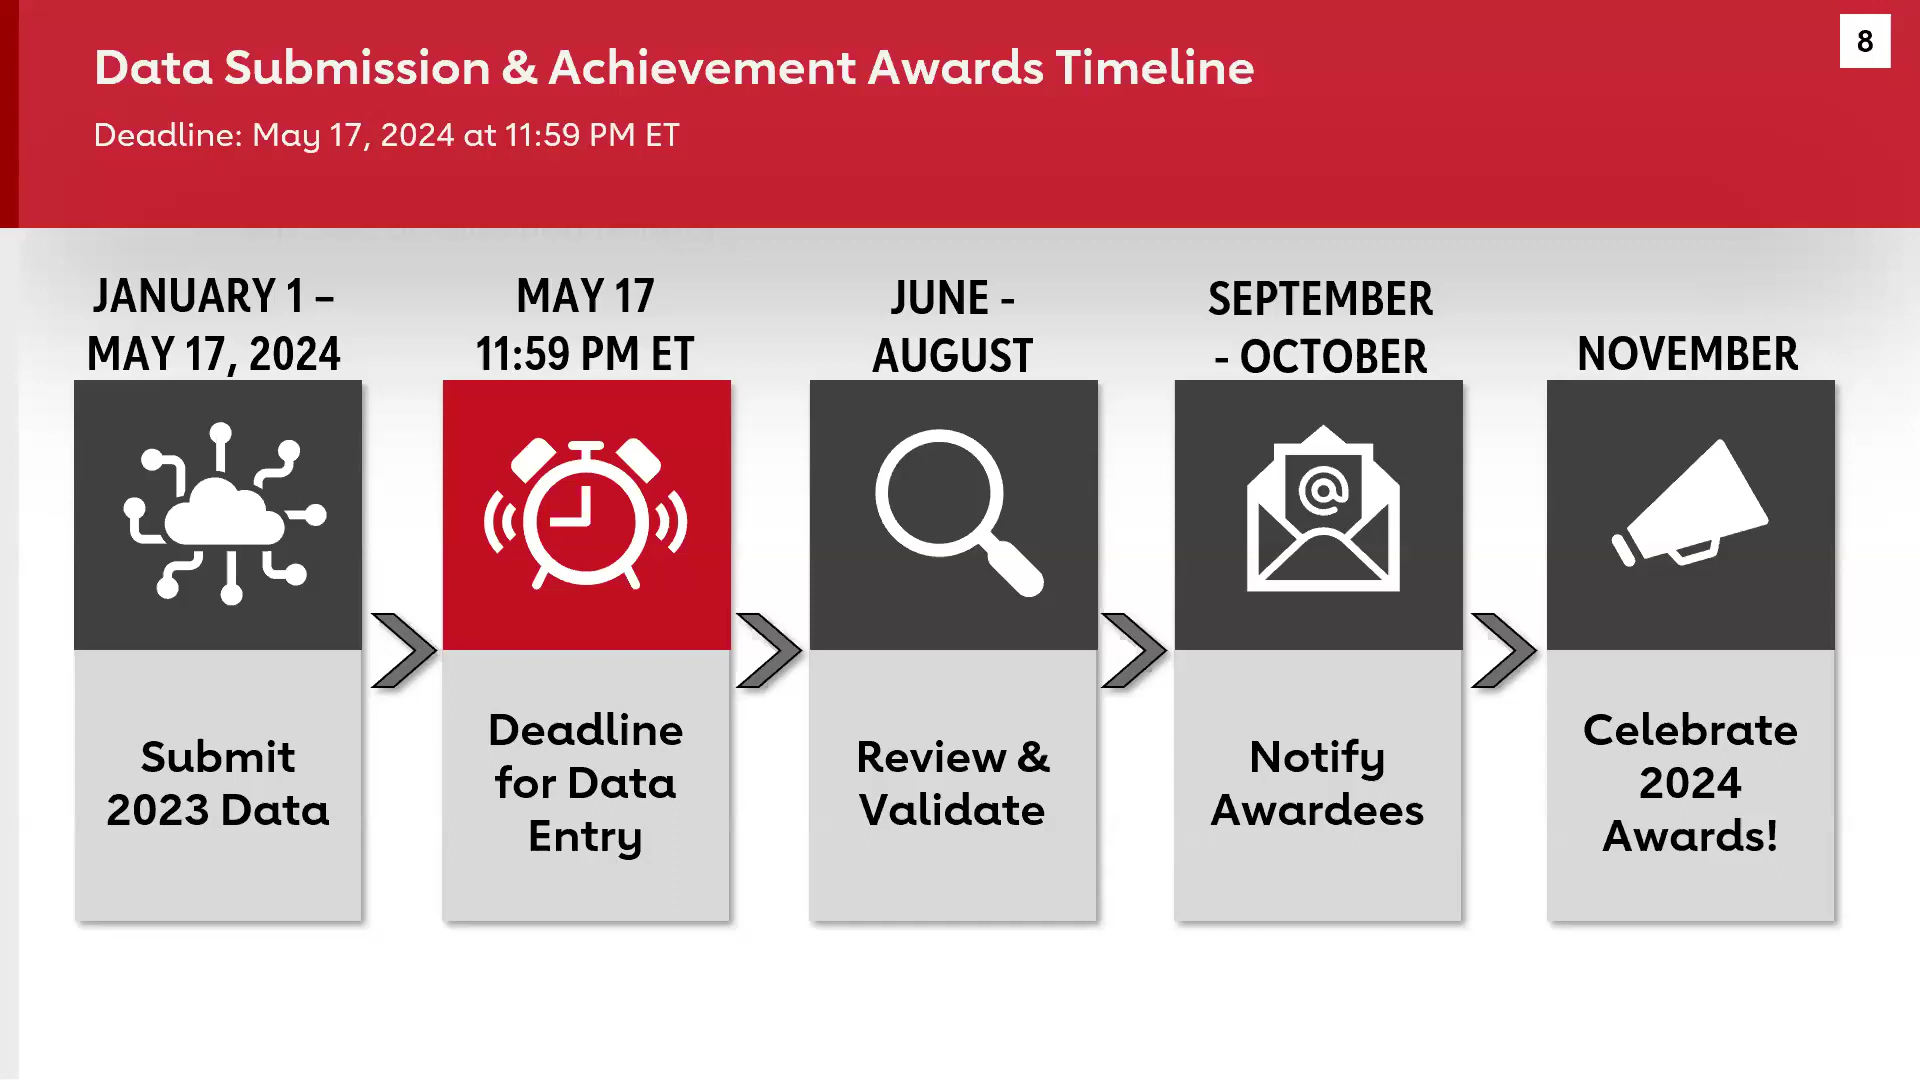 Data Submission & Achievement Awards Timeline
8
Deadline: May 17, 2024 at 11:59 PM ET
JANUARY 1 –
MAY 17, 2024
MAY 17
11:59 PM ET
JUNE -
AUGUST
SEPTEMBER
- OCTOBER
NOVEMBER
@
Submit
2023 Data
Deadline
for Data
Entry
Review &
Validate
Notify
Awardees
Celebrate
2024
Awards!